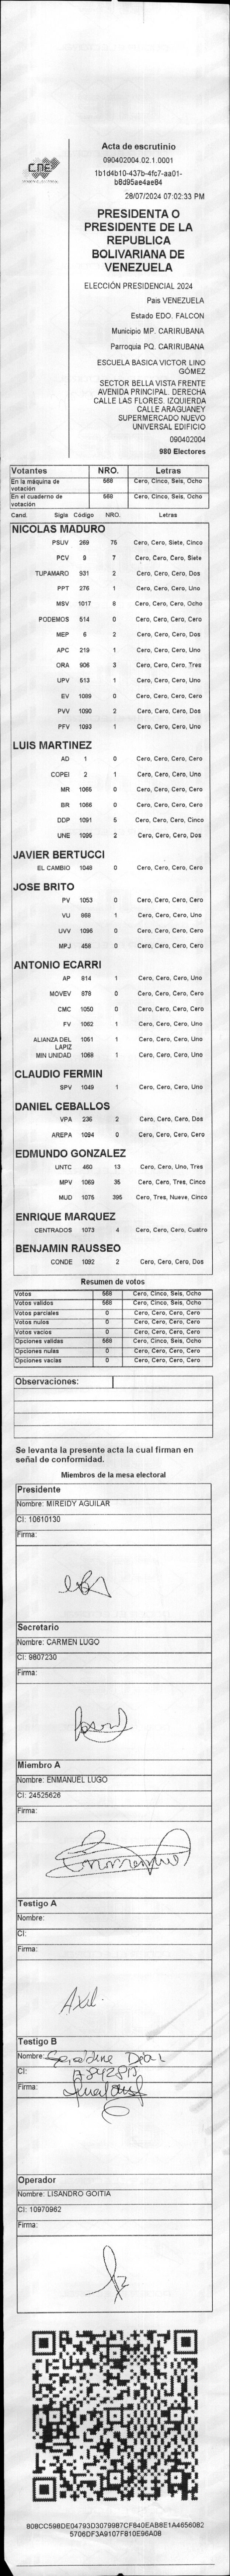 CNE
Acta de escrutinio
090402004.02.1.0001
1b1d4b10-437b-4fc7-aa01-
b8d95ae4ae84
28/07/2024 07:02:33 PM
PRESIDENTA O
PRESIDENTE DE LA
REPUBLICA
BOLIVARIANA DE
VENEZUELA
ELECCIÓN PRESIDENCIAL 2024
Pais VENEZUELA
Estado EDO. FALCON
Municipio MP. CARIRUBANA
Parroquia PQ. CARIRUBANA
ESCUELA BASICA VICTOR LINO
GÓMEZ
SECTOR BELLA VISTA FRENTE
AVENIDA PRINCIPAL. DERECHA
CALLE LAS FLORES. IZQUIERDA
CALLE ARAGUANEY
SUPERMERCADO NUEVO
UNIVERSAL EDIFICIO
090402004
980 Electores
Votantes NRO. Letras
En la máquina de votación 568 Cero, Cinco, Seis, Ocho
En el cuaderno de votación 568 Cero, Cinco, Seis, Ocho
Cand. Sigla Código NRO. Letras
NICOLAS MADURO
PSUV 269 75 Cero, Cero, Siete, Cinco
PCV 9 7 Cero, Cero, Cero, Siete
TUPAMARO 931 2 Cero, Cero, Cero, Dos
PPT 276 1 Cero, Cero, Cero, Uno
MSV 1017 8 Cero, Cero, Cero, Ocho
PODEMOS 514 0 Cero, Cero, Cero, Cero
MEP 6 2 Cero, Cero, Cero, Dos
APC 219 1 Cero, Cero, Cero, Uno
ORA 906 3 Cero, Cero, Cero, Tres
UPV 513 1 Cero, Cero, Cero, Uno
EV 1089 0 Cero, Cero, Cero, Cero
PVV 1090 2 Cero, Cero, Cero, Dos
PFV 1093 1 Cero, Cero, Cero, Uno
LUIS MARTINEZ
AD 1 0 Cero, Cero, Cero, Cero
COPEI 2 1 Cero, Cero, Cero, Uno
MR 1065 0 Cero, Cero, Cero, Cero
BR 1066 0 Cero, Cero, Cero, Cero
DDP 1091 5 Cero, Cero, Cero, Cinco
UNE 1095 2 Cero, Cero, Cero, Dos
JAVIER BERTUCCI
EL CAMBIO 1048 0 Cero, Cero, Cero, Cero
JOSE BRITO
PV 1053 0 Cero, Cero, Cero, Cero
VU 868 1 Cero, Cero, Cero, Uno
UVV 1096 0 Cero, Cero, Cero, Cero
MPJ 458 0 Cero, Cero, Cero, Cero
ANTONIO ECARRI
AP 814 1 Cero, Cero, Cero, Uno
MOVEV 978 0 Cero, Cero, Cero, Cero
CMC 1050 0 Cero, Cero, Cero, Cero
FV 1062 1 Cero, Cero, Cero, Uno
ALIANZA DEL LAPIZ 1051 1 Cero, Cero, Cero, Uno
MIN UNIDAD 1068 1 Cero, Cero, Cero, Uno
CLAUDIO FERMIN
SPV 1049 1 Cero, Cero, Cero, Uno
DANIEL CEBALLOS
VPA 236 2 Cero, Cero, Cero, Dos
AREPA 1094 0 Cero, Cero, Cero, Cero
EDMUNDO GONZALEZ
UNTC 460 13 Cero, Cero, Uno, Tres
MPV 1069 35 Cero, Cero, Tres, Cinco
MUD 1075 395 Cero, Tres, Nueve, Cinco
ENRIQUE MARQUEZ
CENTRADOS 1073 4 Cero, Cero, Cero, Cuatro
BENJAMIN RAUSSEO
CONDE 1092 2 Cero, Cero, Cero, Dos
Resumen de votos
Votos 568 Cero, Cinco, Seis, Ocho
Votos validos 568 Cero, Cinco, Seis, Ocho
Votos parciales 0 Cero, Cero, Cero, Cero
Votos nulos 0 Cero, Cero, Cero, Cero
Votos vacios 0 Cero, Cero, Cero, Cero
Opciones validas 568 Cero, Cinco, Seis, Ocho
Opciones nulas 0 Cero, Cero, Cero, Cero
Opciones vacias 0 Cero, Cero, Cero, Cero
Observaciones:
Se levanta la presente acta la cual firman en
señal de conformidad.
Miembros de la mesa electoral
Presidente
Nombre: MIREIDY AGUILAR
CI: 10610130
Firma:
Secretario
Nombre: CARMEN LUGO
CI: 9807230
Firma:
Miembro A
Nombre: ENMANUEL LUGO
CI: 24525626
Firma:
Testigo A
Nombre:
CI:
Firma:
Testigo B
Nombre: Geraldine Diaz
CI:
Firma:
Operador
Nombre: LISANDRO GOITIA
CI: 10970962
Firma:
808CC598DE04793D3079987CF840EAB8E1A4656082
5706DF3A9107F810E96A08